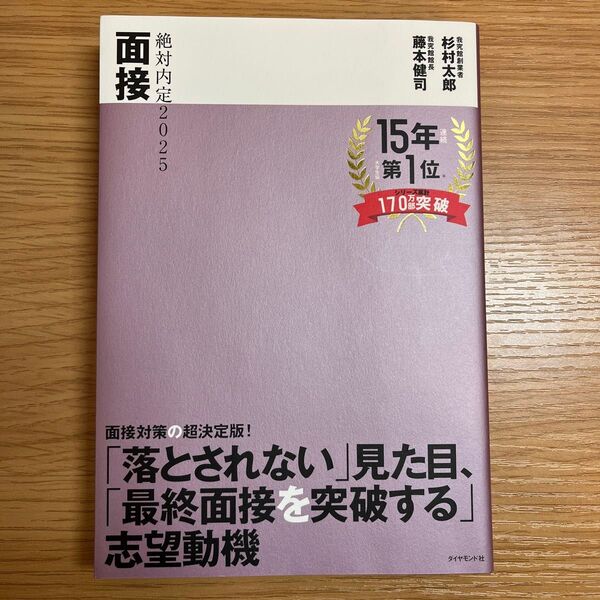 絶対内定2025
面接
我究館創業者
杉村太郎
我究館館長
藤本健司
15年連続
第1位
シリーズ累計
170万部突破
面接対策の超決定版!
「落とされない」見た目、
「最終面接を突破する」
志望動機
ダイヤモンド社